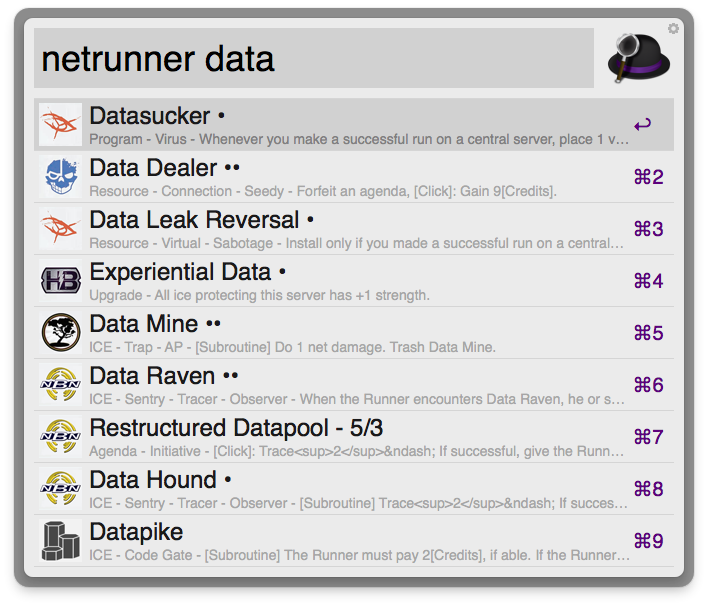 netrunner data
Datasucker •
Program - Virus - Whenever you make a successful run on a central server, place 1 v…
↩
Data Dealer ••
Resource - Connection - Seedy - Forfeit an agenda, [Click]: Gain 9[Credits].
⌘2
Data Leak Reversal •
Resource - Virtual - Sabotage - Install only if you made a successful run on a central…
⌘3
HB
Experiential Data •
Upgrade - All ice protecting this server has +1 strength.
⌘4
Data Mine ••
ICE - Trap - AP - [Subroutine] Do 1 net damage. Trash Data Mine.
⌘5
NBN
Data Raven ••
ICE - Sentry - Tracer - Observer - When the Runner encounters Data Raven, he or s…
⌘6
NBN
Restructured Datapool - 5/3
Agenda - Initiative - [Click]: Trace<sup>2</sup>&ndash; If successful, give the Runn…
⌘7
NBN
Data Hound •
ICE - Sentry - Tracer - Observer - [Subroutine] Trace<sup>2</sup>&ndash; If succes…
⌘8
Datapike
ICE - Code Gate - [Subroutine] The Runner must pay 2[Credits], if able. If the Runner…
⌘9